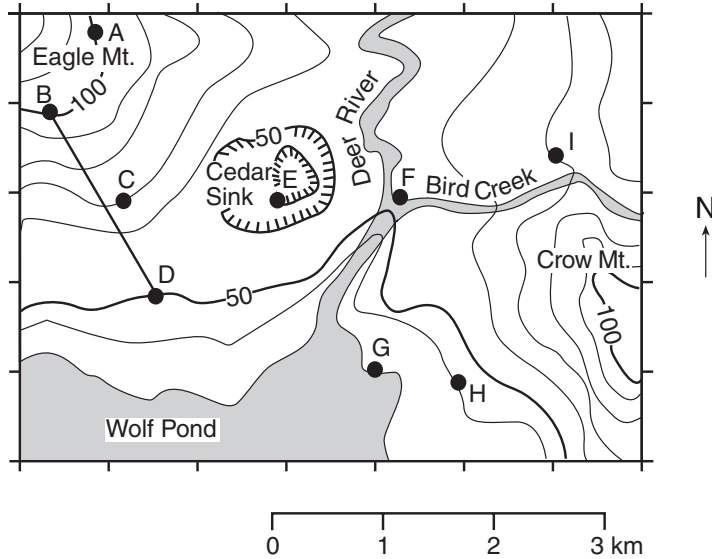 A
Eagle Mt.
B
100
50
Cedar
Sink
E
Deer River
I
C
F
Bird Creek
N
D
Crow Mt.
50
100
G
H
Wolf Pond
0 1 2 3 km